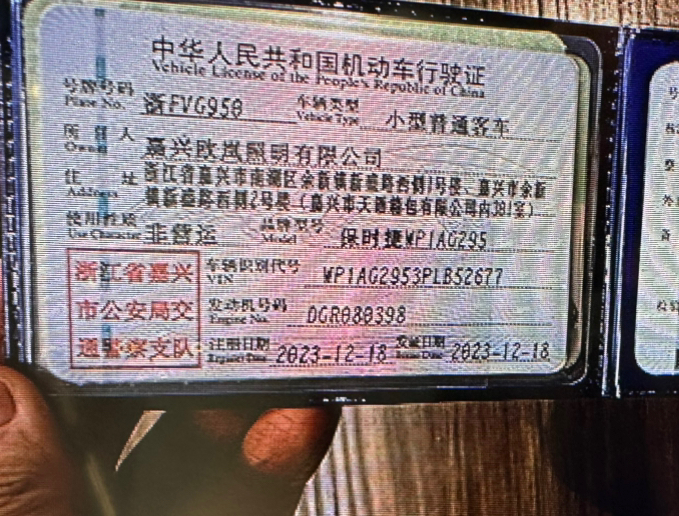 中华人民共和国机动车行驶证
Vehicle License of the People's Republic of China
号牌号码 浙FVG958 车辆类型 小型普通客车
Plate No. Vehicle Type
所有人 嘉兴欧岚照明有限公司
Owner
住址 浙江省嘉兴市南湖区余新镇新盛路西侧1号楼、嘉兴市余新
Address 镇新盛路西侧2号楼(嘉兴市天酒箱包有限公司内391室)
使用性质 非营运 品牌型号 保时捷WP1AG295
Use Character Model
浙江省嘉兴 车辆识别代号 WP1AG2953PLB52677
VIN
市公安局交 发动机号码 DGR080398
Engine No.
通警察支队 注册日期 2023-12-18 发证日期 2023-12-18
Register Date Issue Date